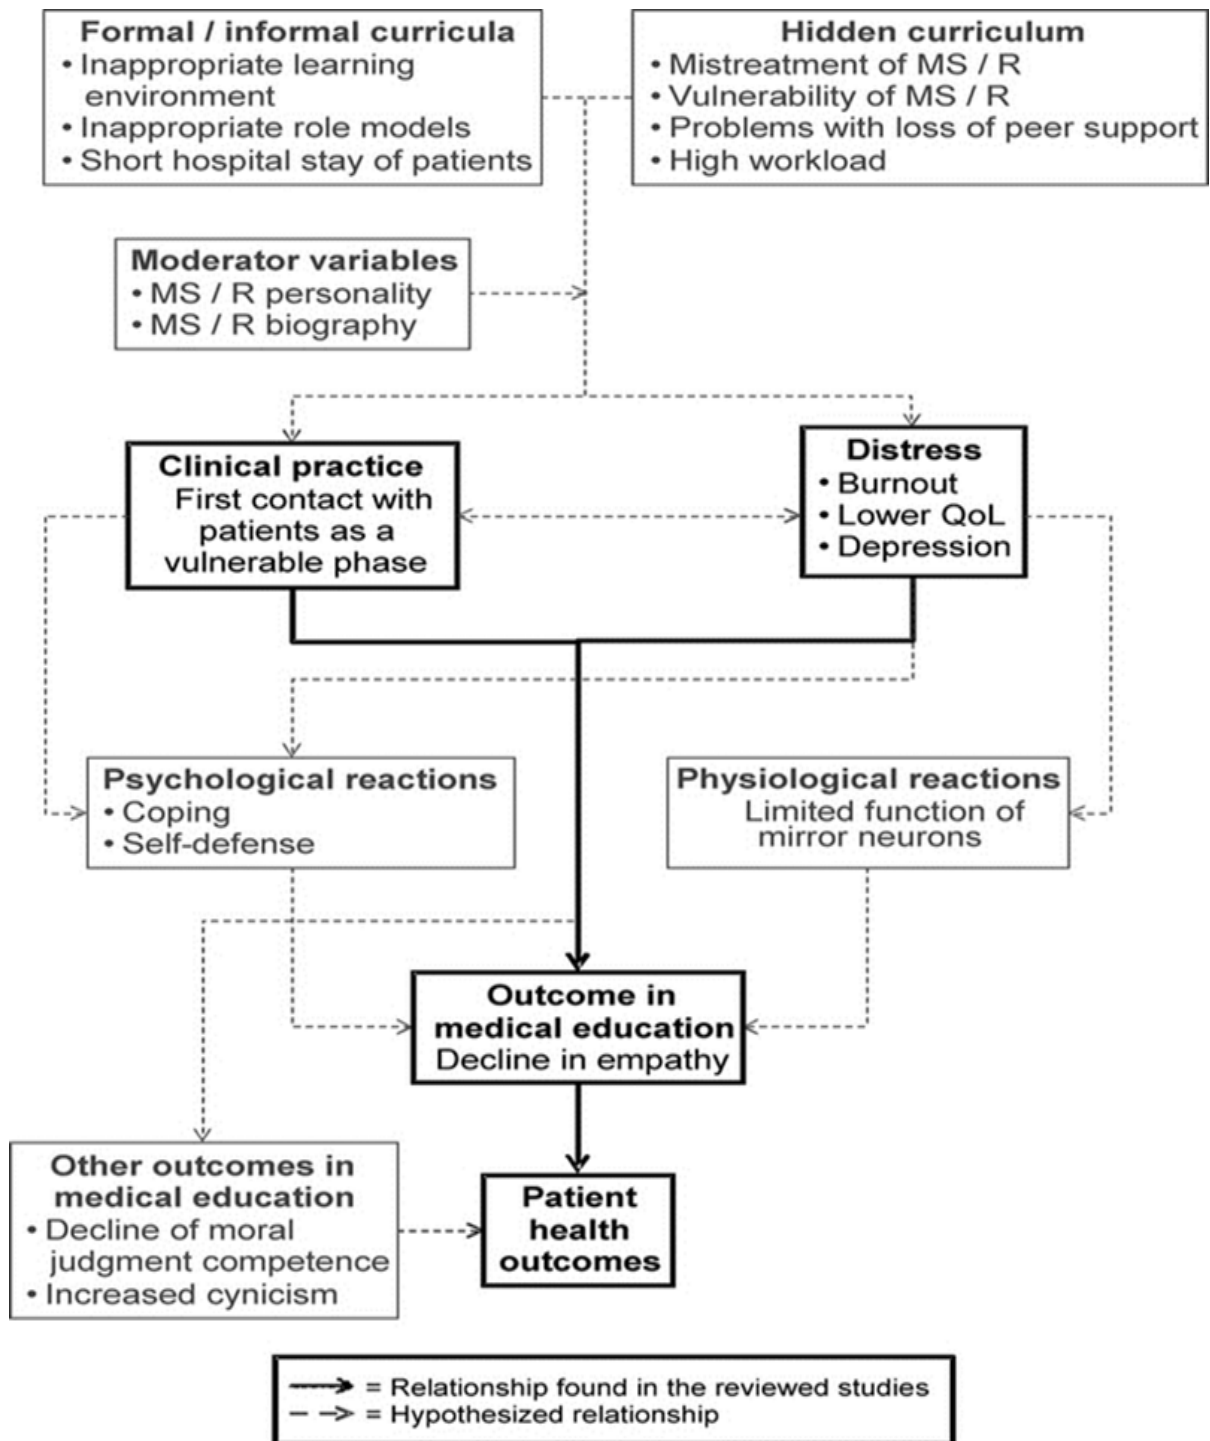 Formal / informal curricula
• Inappropriate learning
environment
• Inappropriate role models
• Short hospital stay of patients
Hidden curriculum
• Mistreatment of MS / R
• Vulnerability of MS / R
• Problems with loss of peer support
• High workload
Moderator variables
• MS / R personality
• MS / R biography
Clinical practice
First contact with
patients as a
vulnerable phase
Distress
• Burnout
• Lower QoL
• Depression
Psychological reactions
• Coping
• Self-defense
Physiological reactions
Limited function of
mirror neurons
Outcome in
medical education
Decline in empathy
Other outcomes in
medical education
• Decline of moral
judgment competence
• Increased cynicism
Patient
health
outcomes
= Relationship found in the reviewed studies
= Hypothesized relationship